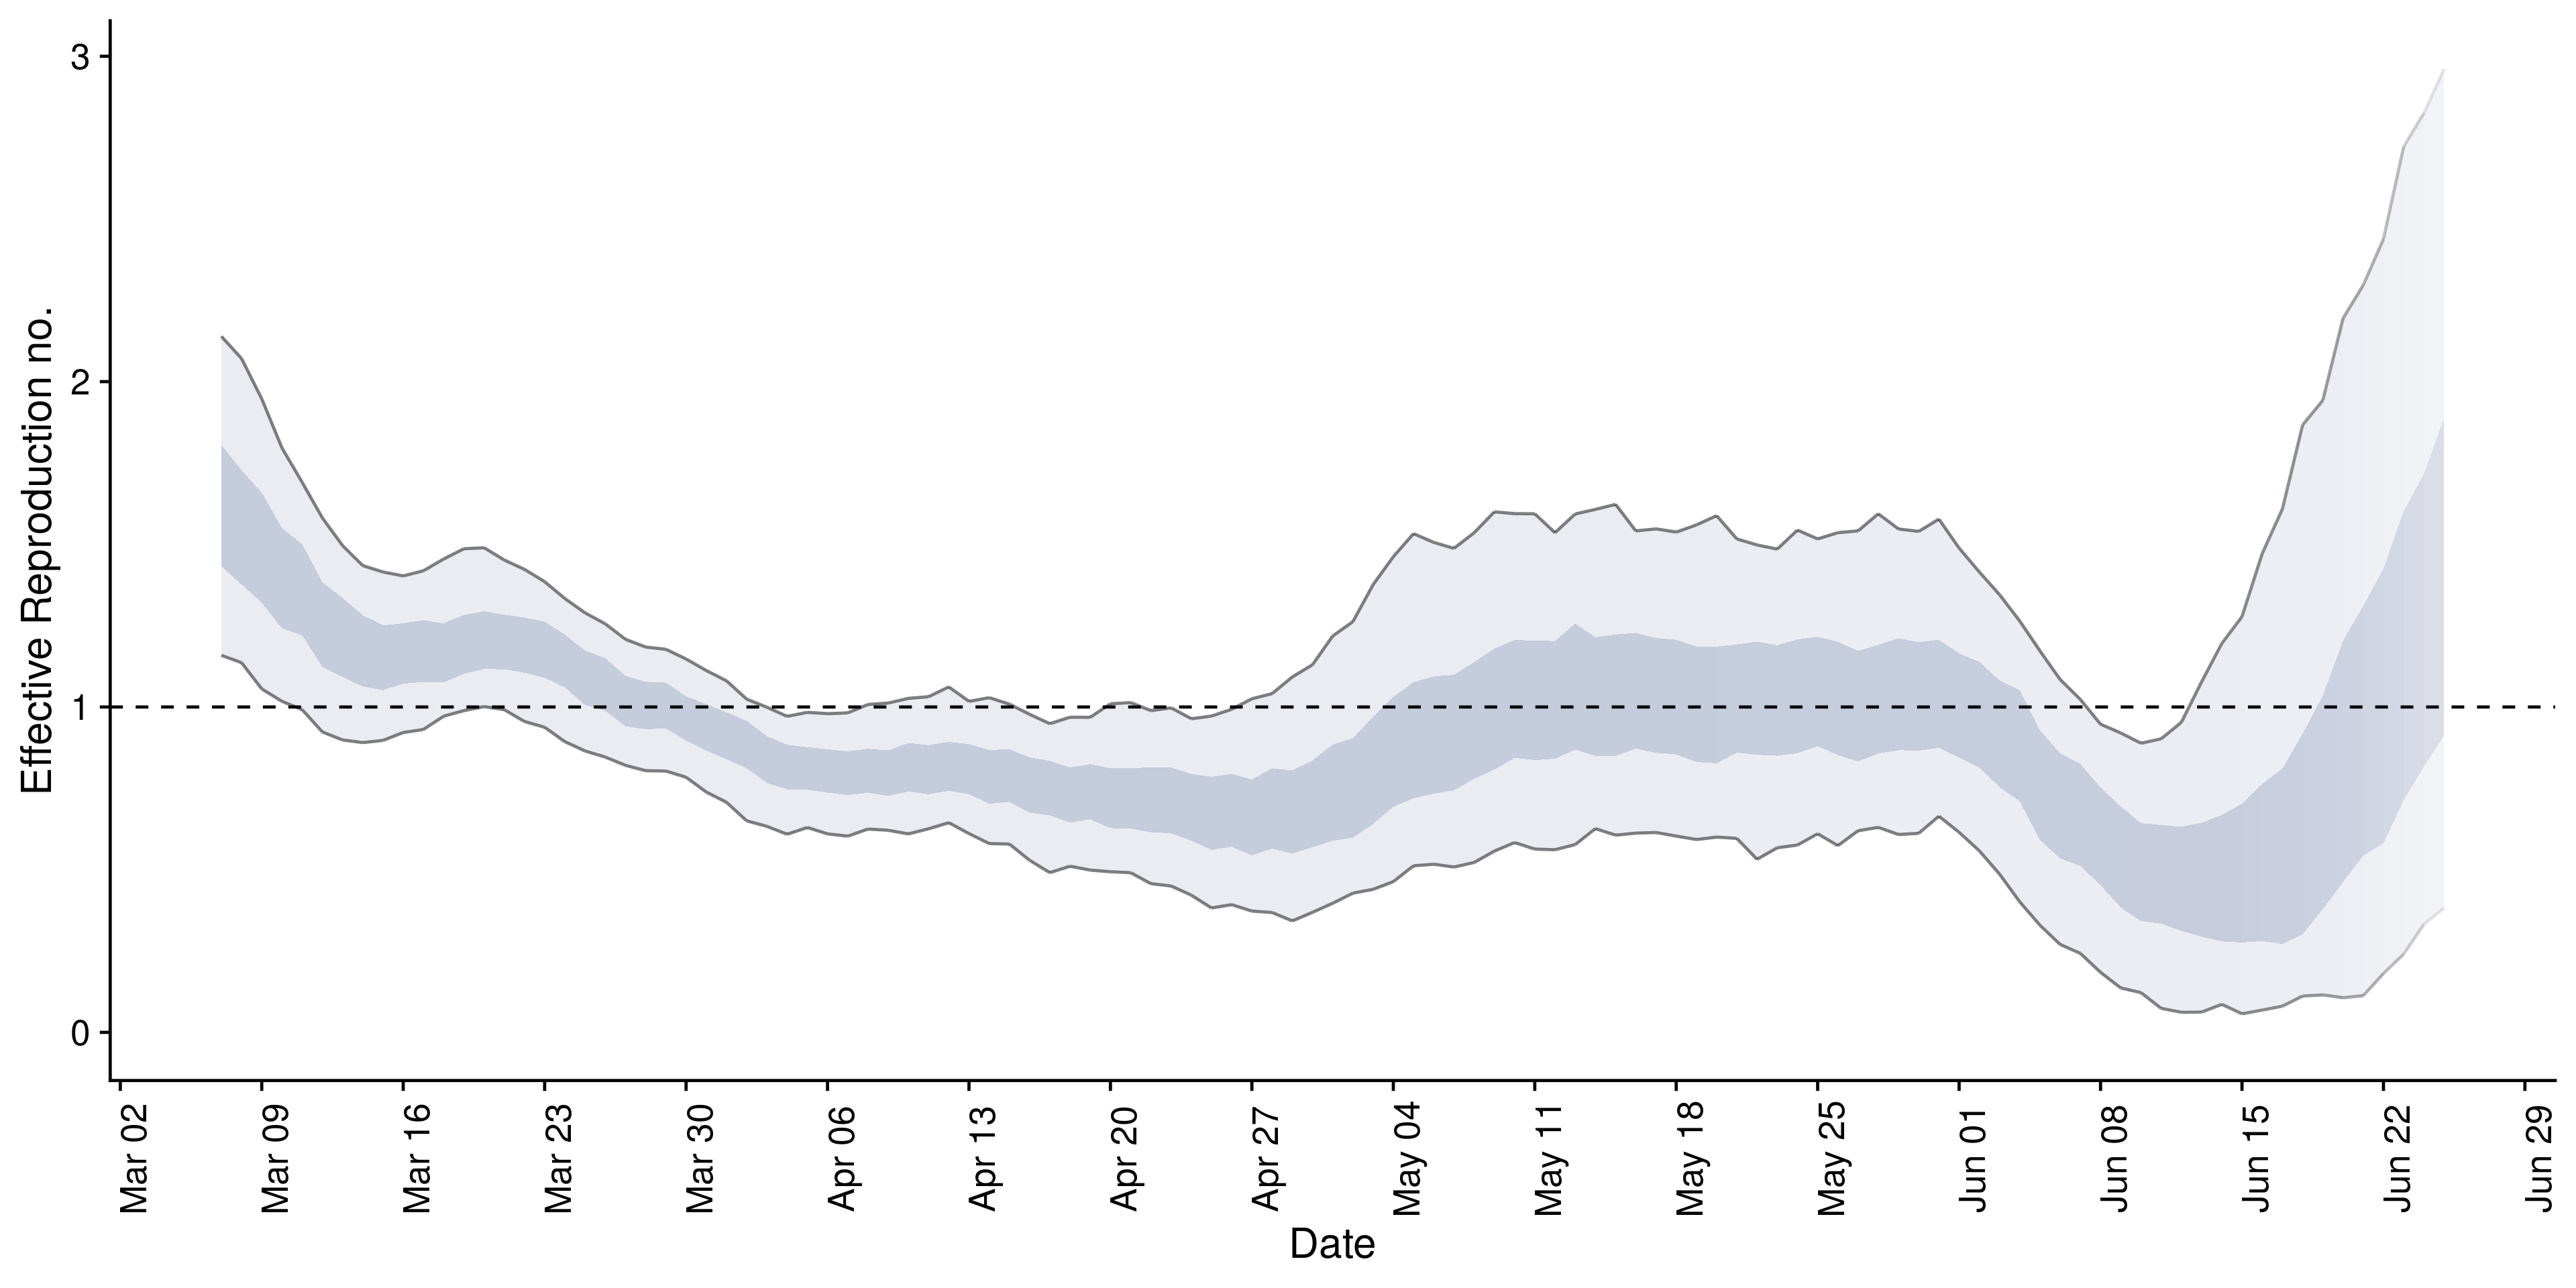 Effective Reproduction no.
3
2
1
0
Mar 02
Mar 09
Mar 16
Mar 23
Mar 30
Apr 06
Apr 13
Apr 20
Apr 27
May 04
May 11
May 18
May 25
Jun 01
Jun 08
Jun 15
Jun 22
Jun 29
Date